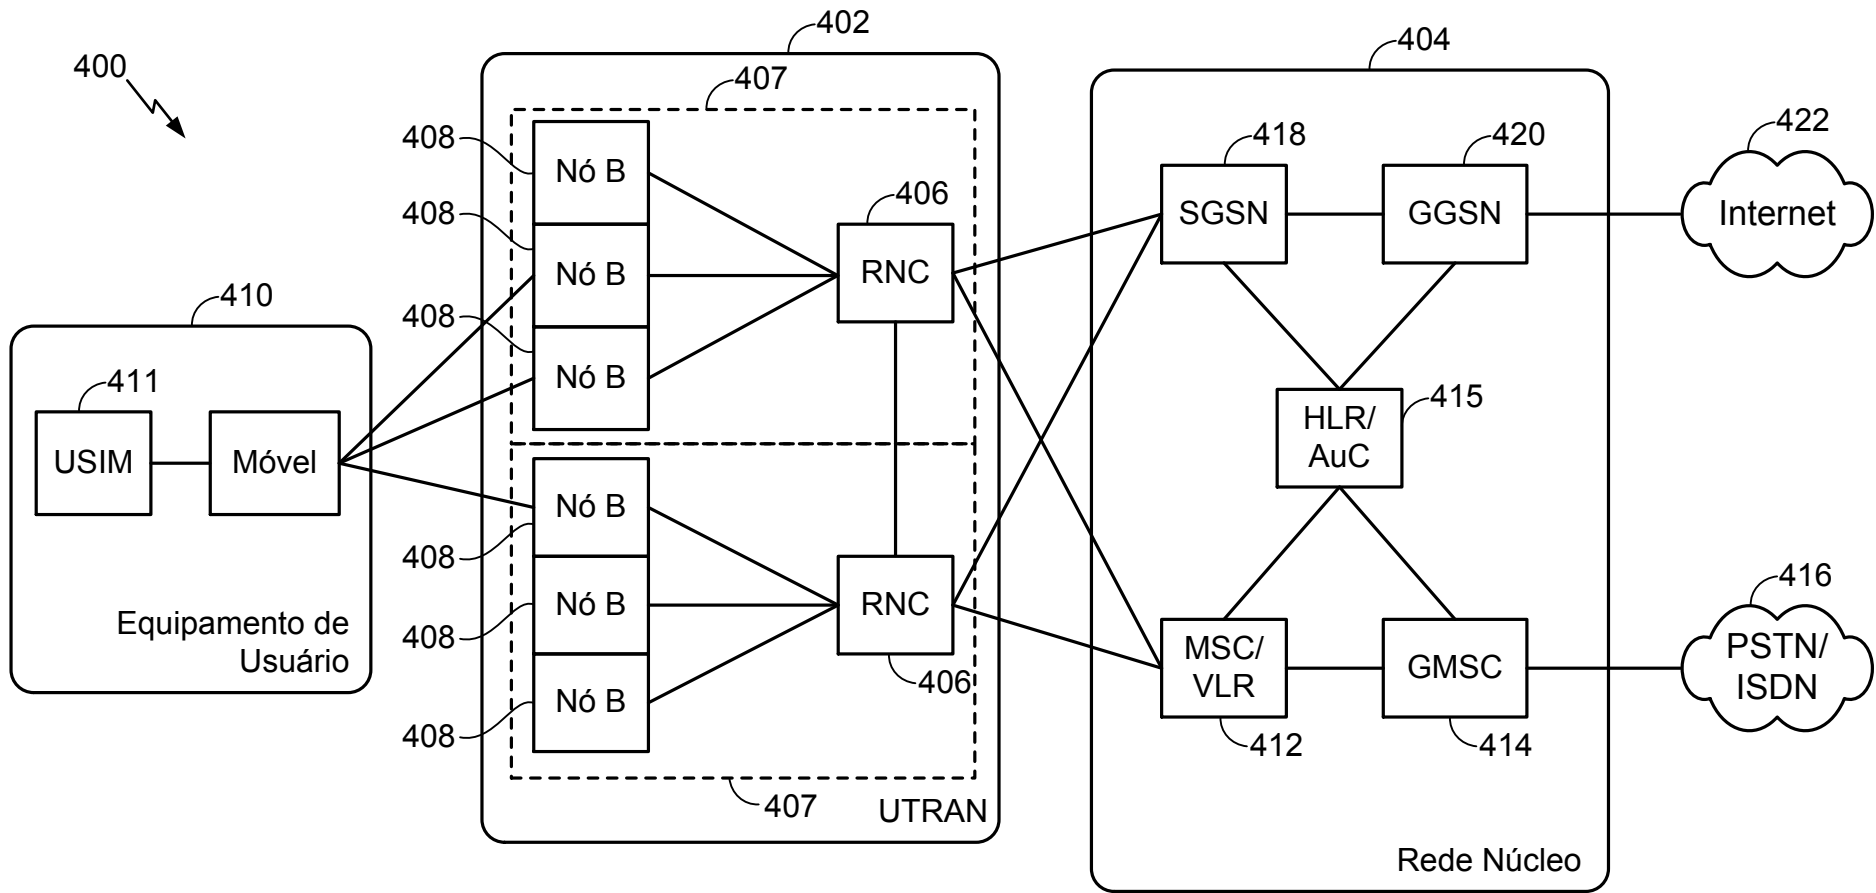 400
402
404
407
408
Nó B
408
Nó B
408
Nó B
406
RNC
418
SGSN
420
GGSN
422
Internet
410
411
USIM
Móvel
Equipamento de
Usuário
415
HLR/
AuC
Nó B
408
Nó B
408
Nó B
408
RNC
406
407
UTRAN
MSC/
VLR
412
GMSC
414
416
PSTN/
ISDN
Rede Núcleo